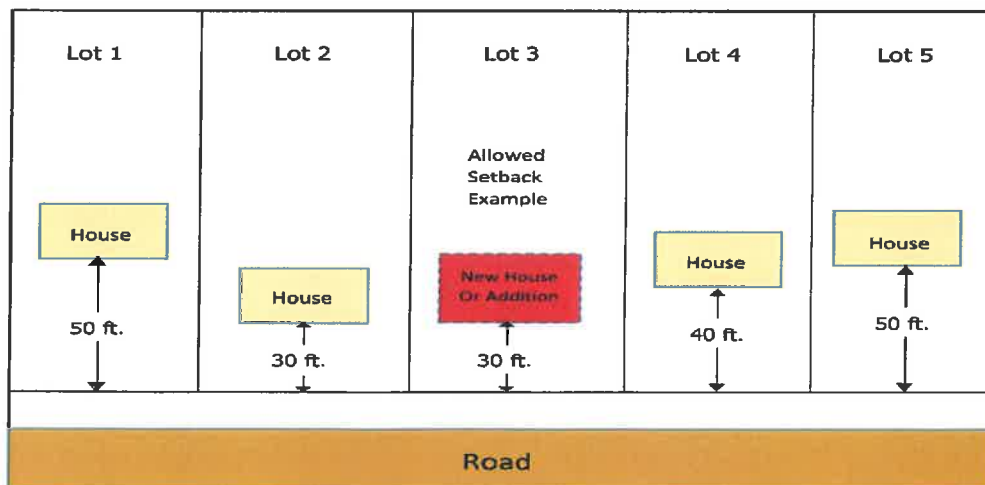 Lot 1
Lot 2
Lot 3
Lot 4
Lot 5
Allowed
Setback
Example
House
House
New House
Or Addition
House
House
50 ft.
30 ft.
30 ft.
40 ft.
50 ft.
Road